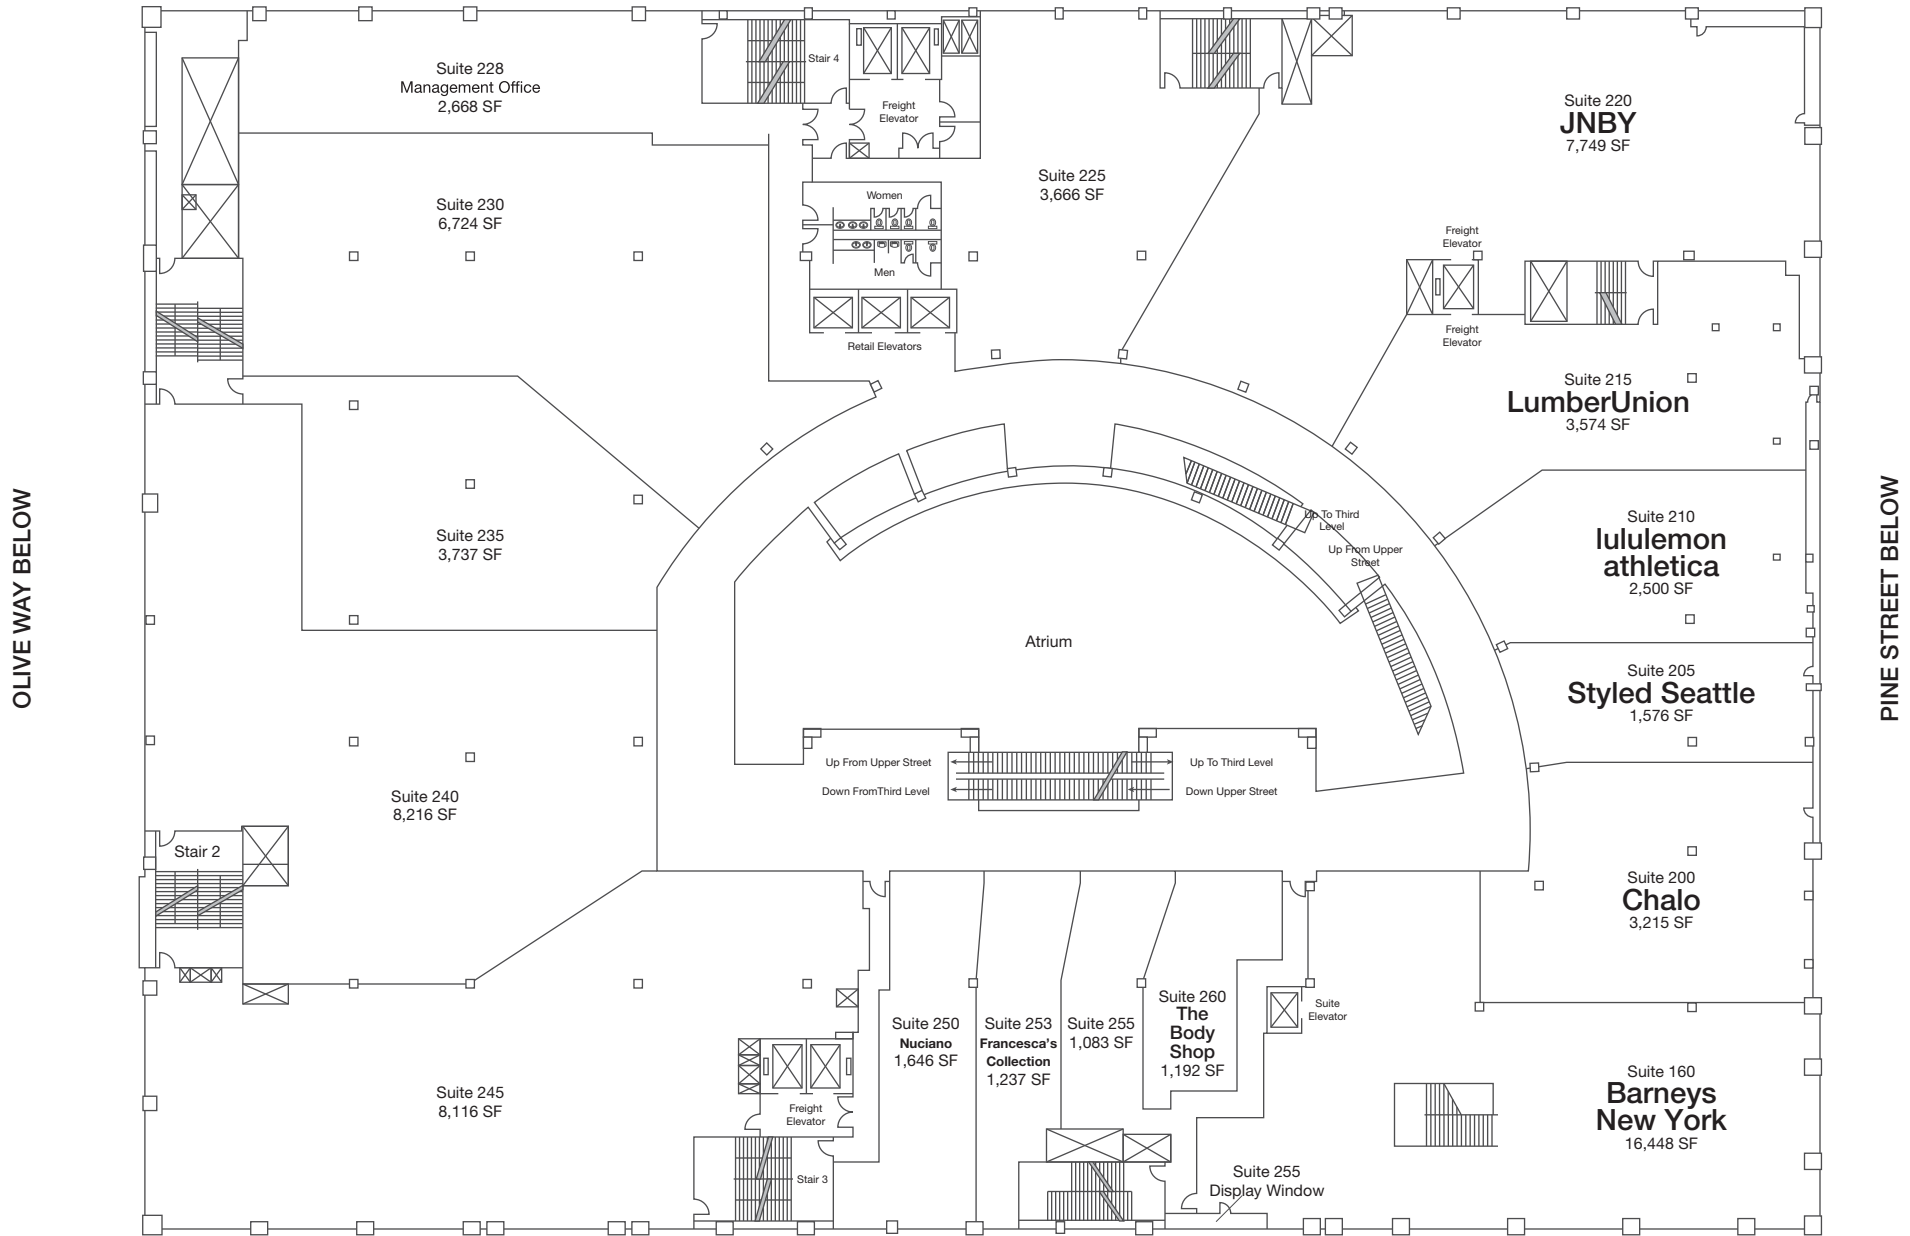 Suite 228
Management Office
2,668 SF
Stair 4
Freight
Elevator
Suite 220
JNBY
7,749 SF
Suite 230
6,724 SF
Women
Men
Retail Elevators
Suite 225
3,666 SF
Freight
Elevator
Freight
Elevator
Suite 215
LumberUnion
3,574 SF
OLIVE WAY BELOW
PINE STREET BELOW
Suite 235
3,737 SF
Up To Third
Level
Up From Upper
Street
Suite 210
lululemon
athletica
2,500 SF
Atrium
Suite 205
Styled Seattle
1,576 SF
Up From Upper Street
Down FromThird Level
Up To Third Level
Down Upper Street
Suite 240
8,216 SF
Stair 2
Suite 200
Chalo
3,215 SF
Suite 245
8,116 SF
Freight
Elevator
Stair 3
Suite 250
Nuciano
1,646 SF
Suite 253
Francesca's
Collection
1,237 SF
Suite 255
1,083 SF
Suite 260
The
Body
Shop
1,192 SF
Suite
Elevator
Suite 160
Barneys
New York
16,448 SF
Suite 255
Display Window